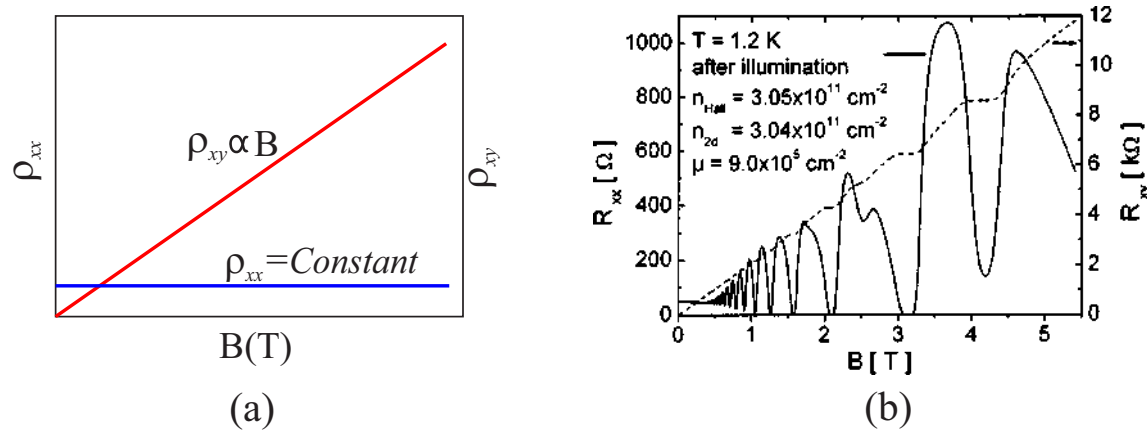 ρxx
ρxy∝B
ρxx=Constant
ρxy
B(T)
(a)
Rxx [ Ω ]
1000
800
600
400
200
0
T = 1.2 K
after illumination
nHall = 3.05x10^11 cm^-2
n2d = 3.04x10^11 cm^-2
μ = 9.0x10^5 cm^-2
12
10
8
6
4
2
0
Rxy [ kΩ ]
0 1 2 3 4 5
B [ T ]
(b)